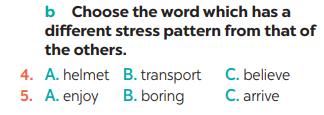 b Choose the word which has a
different stress pattern from that of
the others.
4. A. helmet B. transport C. believe
5. A. enjoy B. boring C. arrive